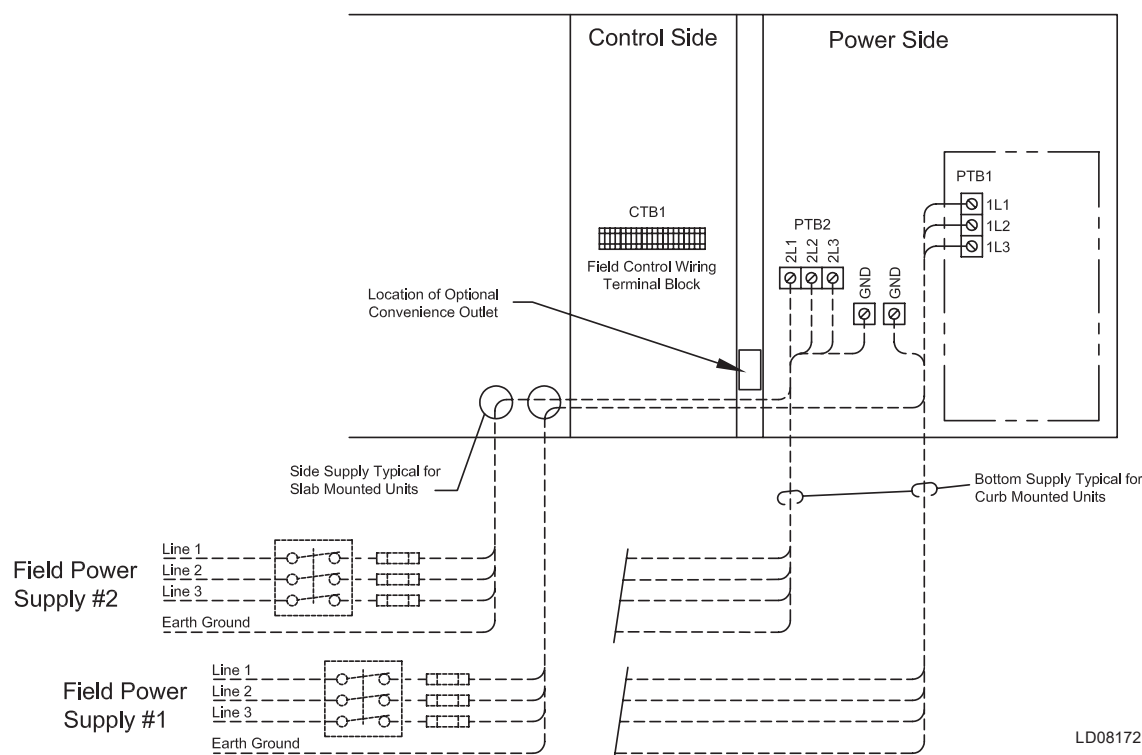 Control Side
Power Side
PTB1
1L1
1L2
1L3
CTB1
PTB2
2L1
2L2
2L3
GND
GND
Field Control Wiring
Terminal Block
Location of Optional
Convenience Outlet
Side Supply Typical for
Slab Mounted Units
Bottom Supply Typical for
Curb Mounted Units
Field Power
Supply #2
Line 1
Line 2
Line 3
Earth Ground
Field Power
Supply #1
Line 1
Line 2
Line 3
Earth Ground
LD08172